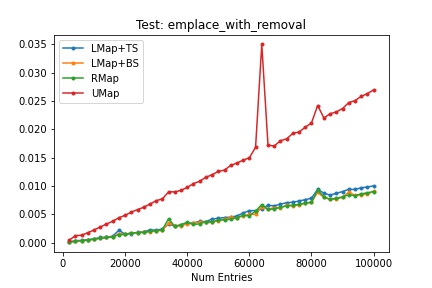 Test: emplace_with_removal
LMap+TS
LMap+BS
RMap
UMap
0.035
0.030
0.025
0.020
0.015
0.010
0.005
0.000
0 20000 40000 60000 80000 100000
Num Entries